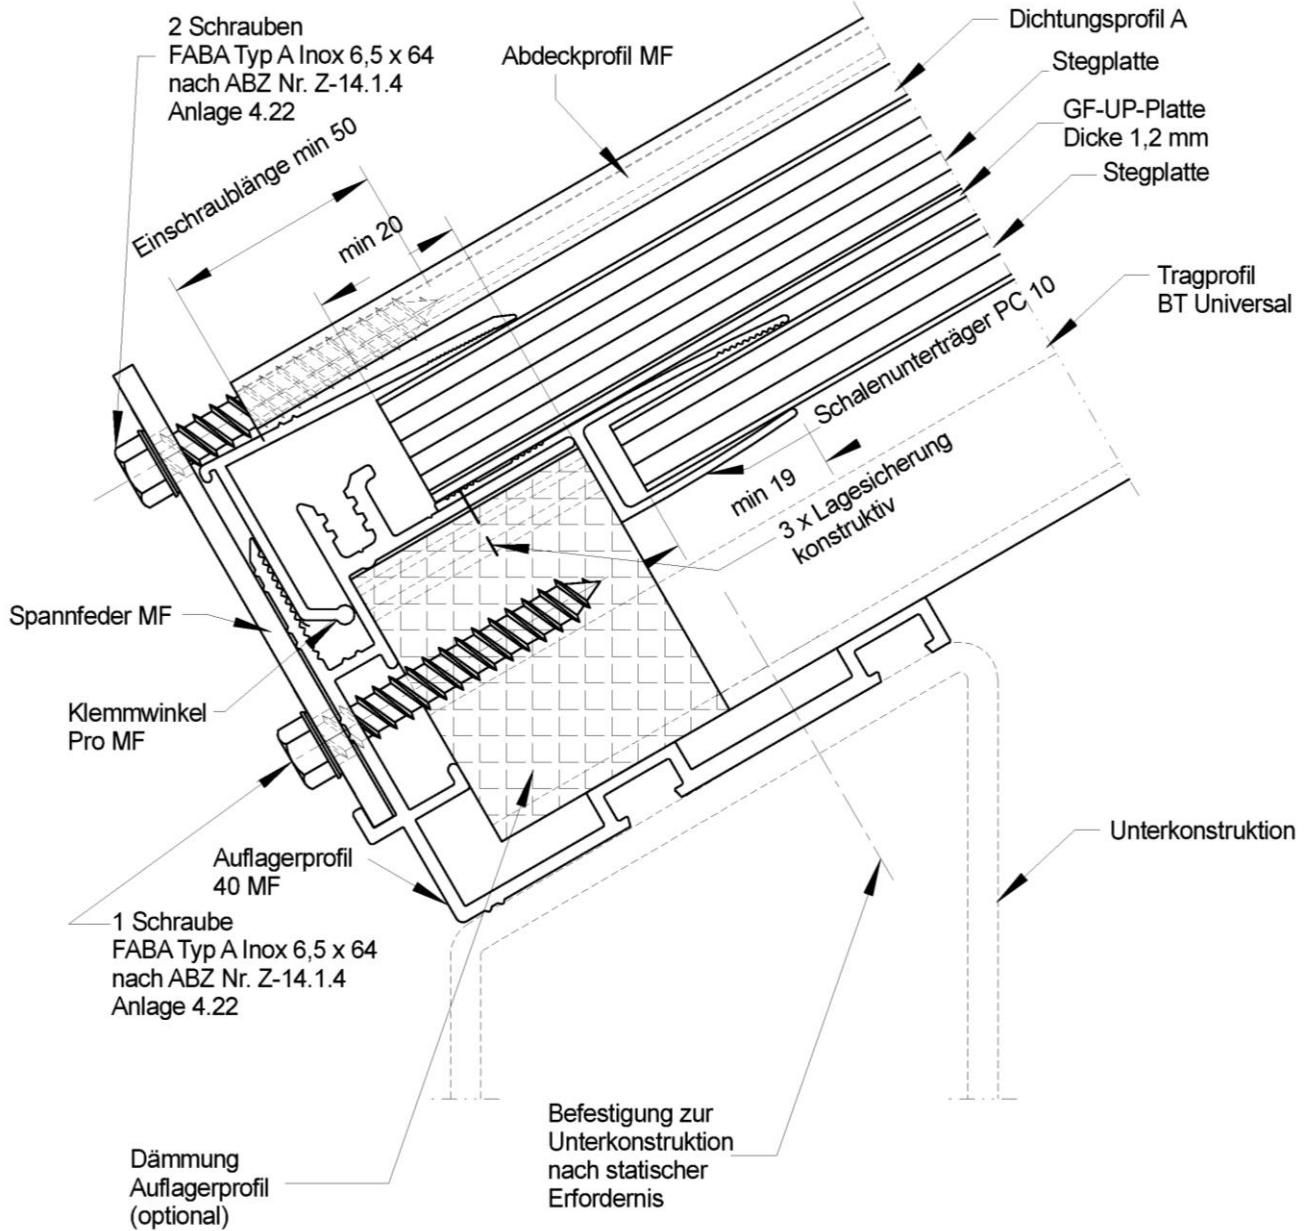 2 Schrauben
FABA Typ A Inox 6,5 x 64
nach ABZ Nr. Z-14.1.4
Anlage 4.22
Abdeckprofil MF
Dichtungsprofil A
Stegplatte
GF-UP-Platte
Dicke 1,2 mm
Stegplatte
Tragprofil
BT Universal
Einschraublänge min 50
min 20
Schalenunterträger PC 10
min 19
3 x Lagesicherung
konstruktiv
Spannfeder MF
Klemmwinkel
Pro MF
Auflagerprofil
40 MF
Unterkonstruktion
1 Schraube
FABA Typ A Inox 6,5 x 64
nach ABZ Nr. Z-14.1.4
Anlage 4.22
Dämmung
Auflagerprofil
(optional)
Befestigung zur
Unterkonstruktion
nach statischer
Erfordernis